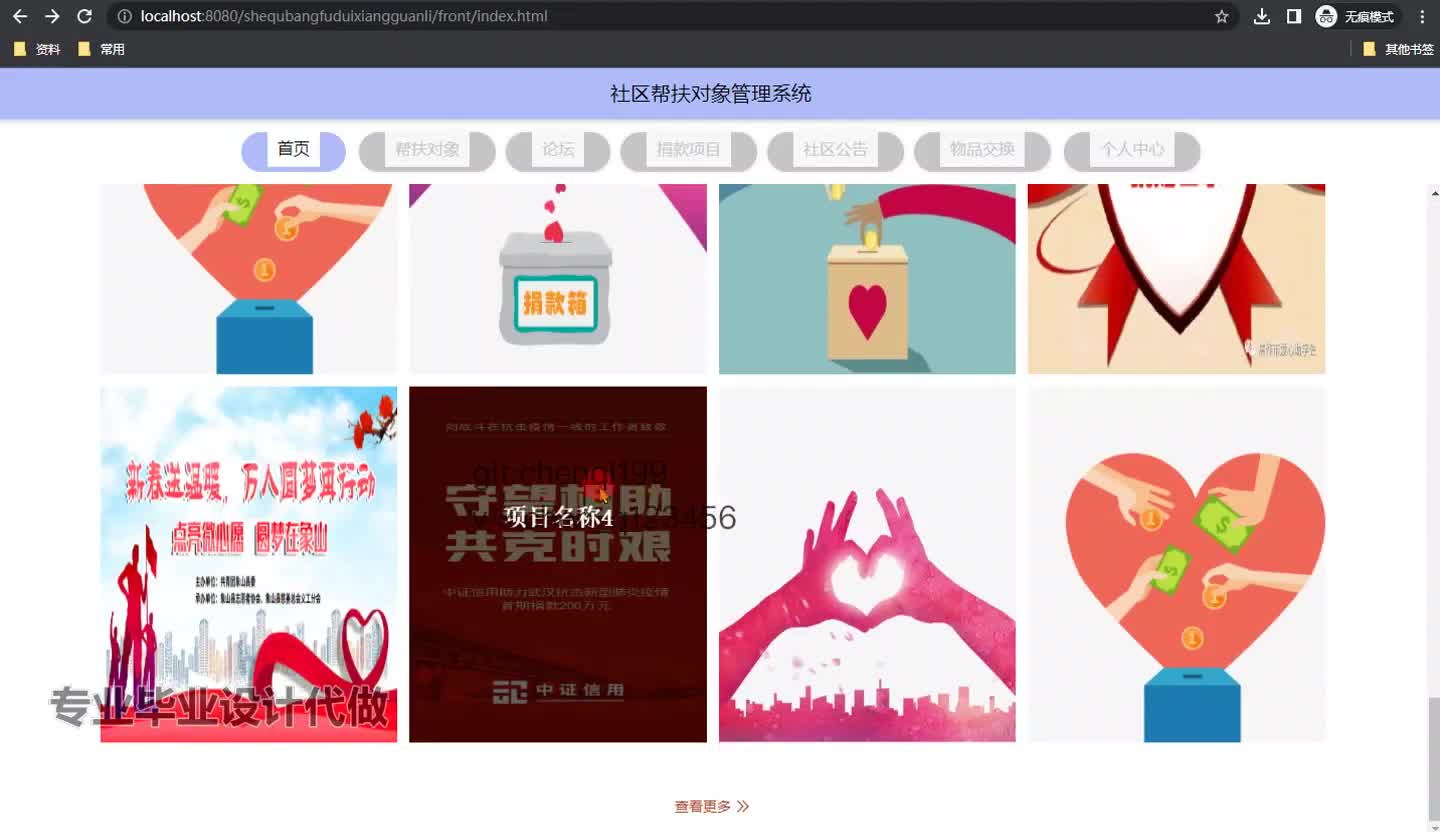 localhost:8080/shequbangfuduixiangguanli/front/index.html
无痕模式
资料
常用
其他书签
社区帮扶对象管理系统
首页
帮扶对象
论坛
捐款项目
社区公告
物品交换
个人中心
捐款箱
新春送温暖，万人圆梦再行动
点亮微心愿 圆梦在象山
主办单位：共青团象山县委
承办单位：象山县志愿者协会、象山县慈善总会义工分会
向战斗在抗击疫情一线的工作者致敬
守望相助
共克时艰
项目名称4
中证信用助力武汉抗击新型肺炎疫情
首期捐款200万元
中证信用
专业毕业设计代做
查看更多